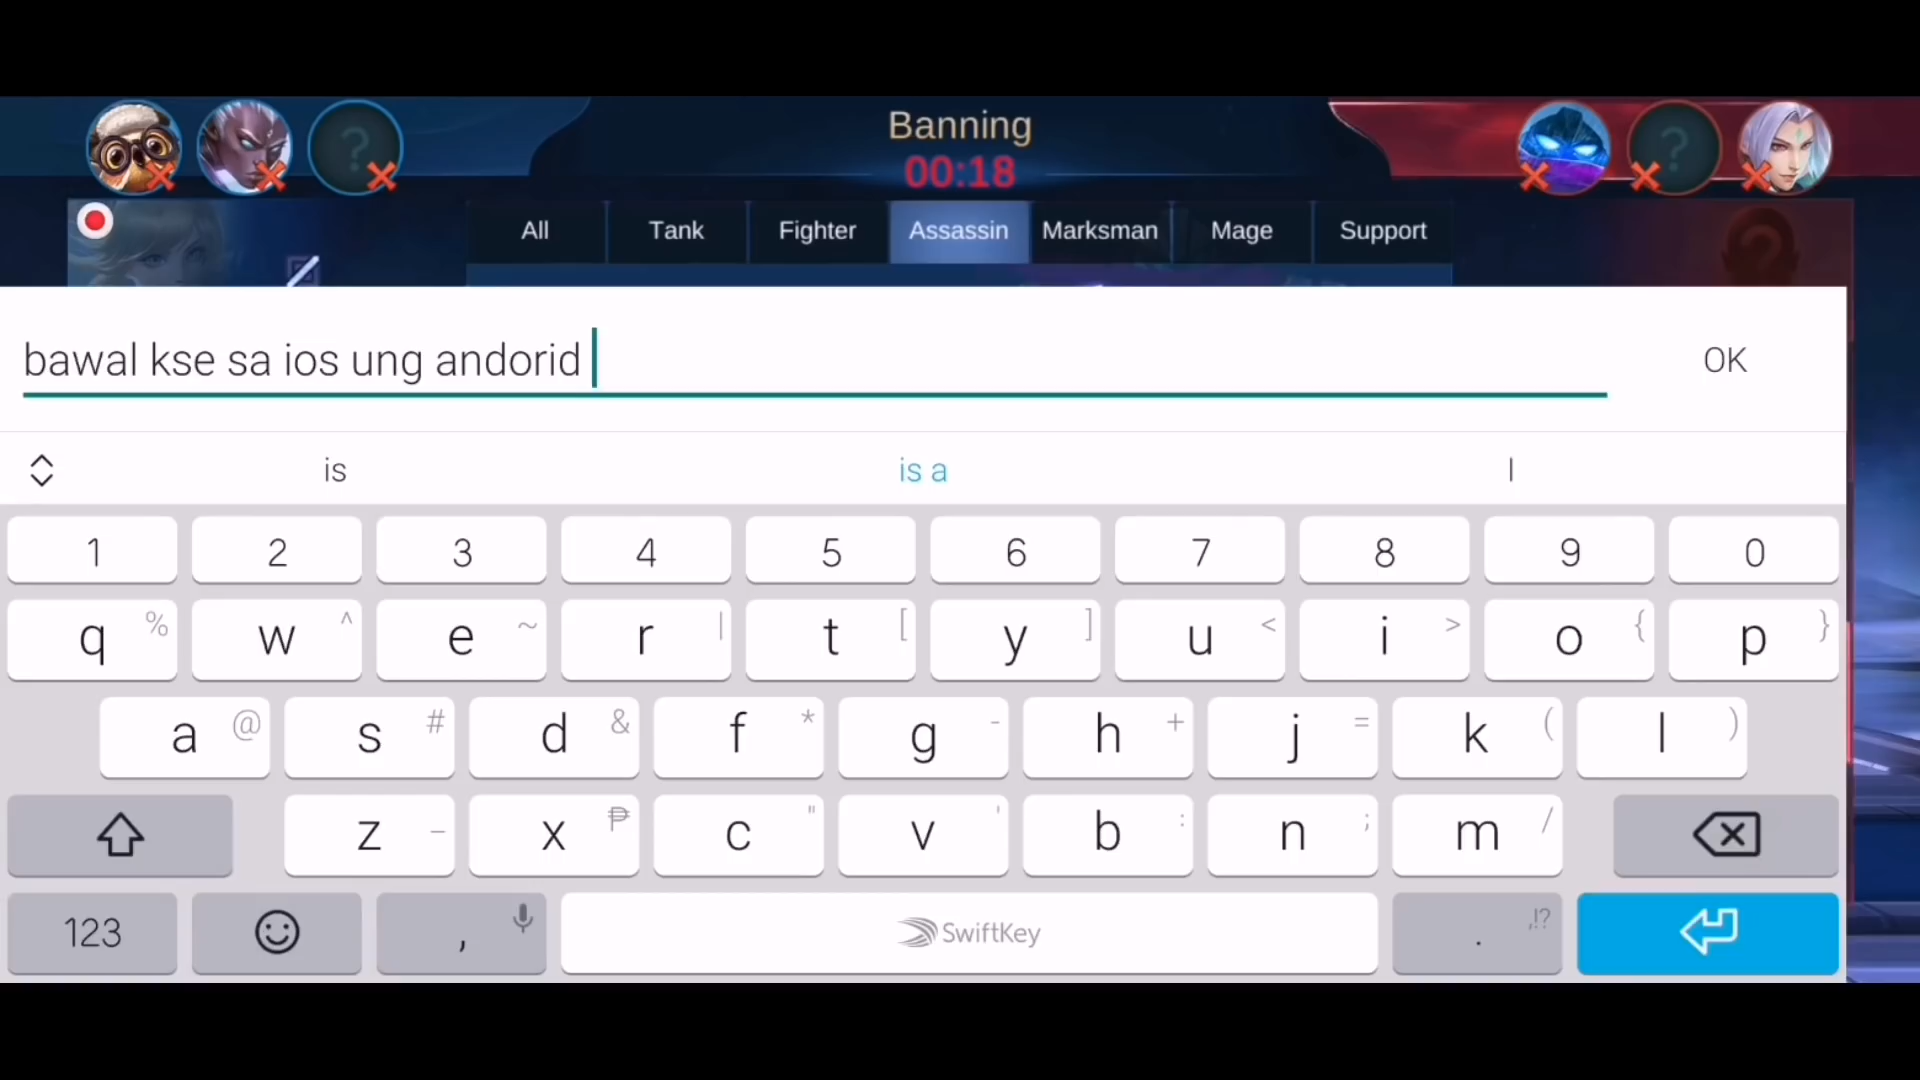 Banning
00:18
All Tank Fighter Assassin Marksman Mage Support
bawal kse sa ios ung andorid
OK
is is a I
1 2 3 4 5 6 7 8 9 0
q % w ^ e ~ r | t [ y ] u < i > o { p }
a @ s # d & f * g - h + j = k ( l )
z _ x ₱ c " v ' b : n ; m /
123 , SwiftKey . ,!?